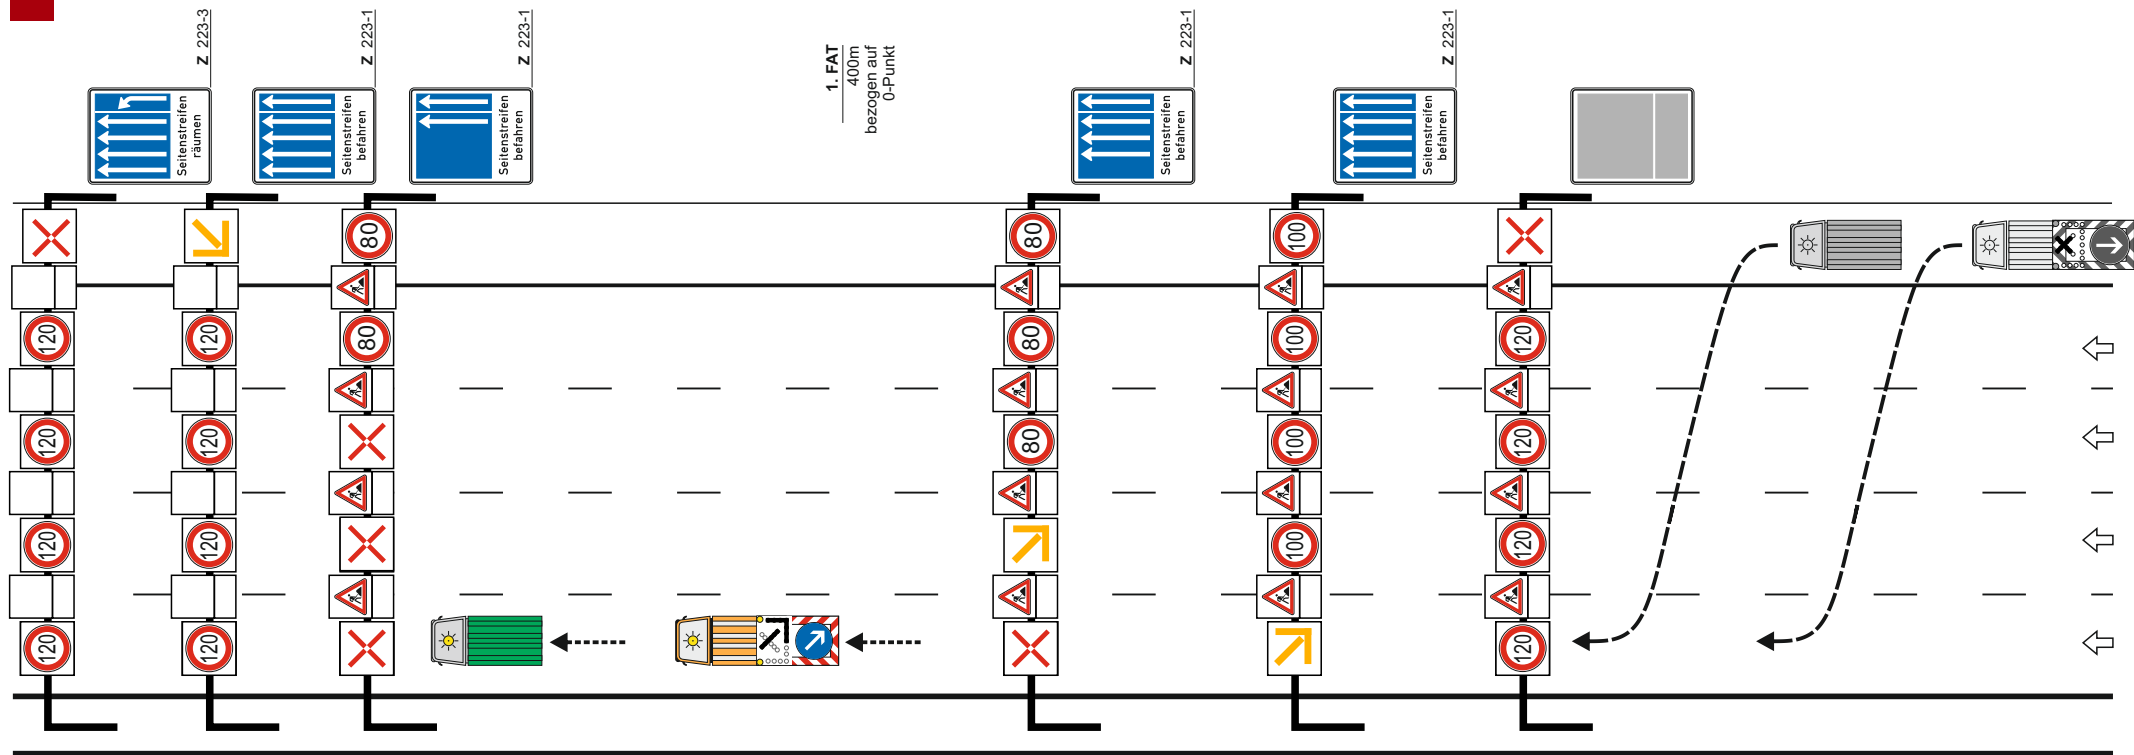 Z 223-3
Z 223-1
Z 223-1
1. FAT
400m
bezogen auf
0-Punkt
Z 223-1
Z 223-1
Seitenstreifen
räumen
Seitenstreifen
befahren
Seitenstreifen
befahren
Seitenstreifen
befahren
Seitenstreifen
befahren
80
80
100
120
120
80
80
100
120
120
120
80
100
120
120
120
100
120
120
120
120